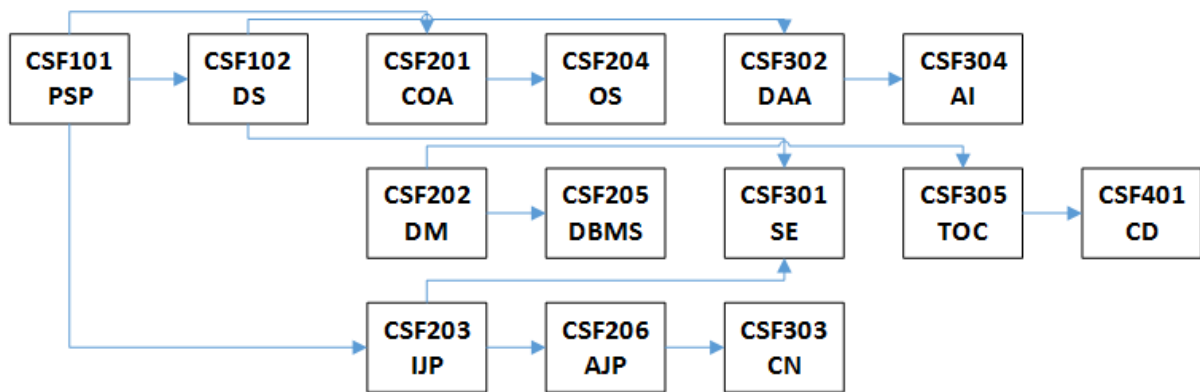 CSF101
PSP
CSF102
DS
CSF201
COA
CSF204
OS
CSF302
DAA
CSF304
AI
CSF202
DM
CSF205
DBMS
CSF301
SE
CSF305
TOC
CSF401
CD
CSF203
IJP
CSF206
AJP
CSF303
CN